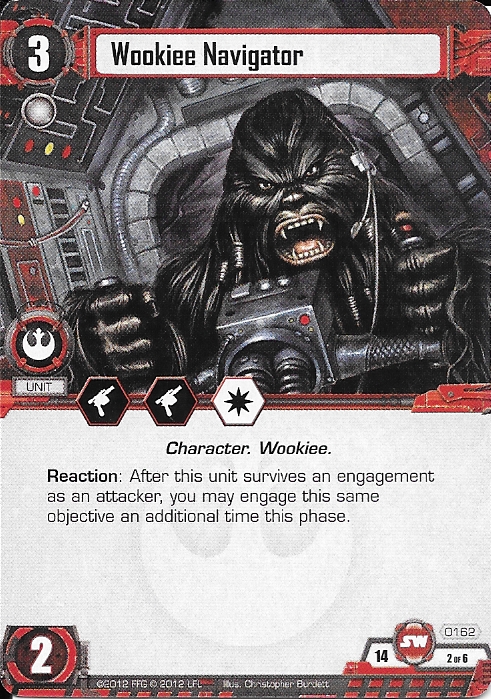 3
Wookiee Navigator
UNIT
Character. Wookiee.
Reaction: After this unit survives an engagement
as an attacker, you may engage this same
objective an additional time this phase.
2
©2012 FFG © 2012 LFL Illus. Christopher Burdett
14
SW
0162
2 OF 6